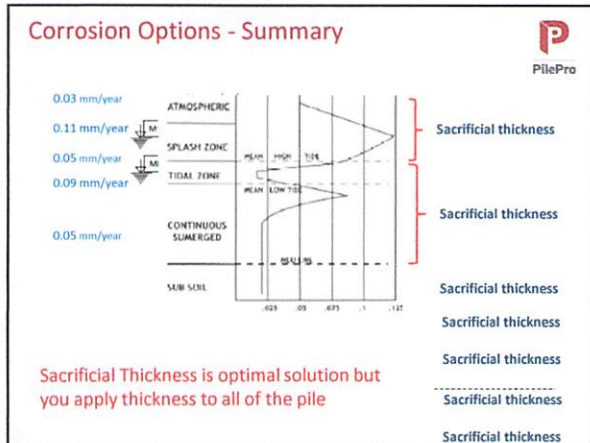 Corrosion Options - Summary
PilePro
0.03 mm/year
0.11 mm/year
0.05 mm/year
0.09 mm/year
0.05 mm/year
ATMOSPHERIC
SPLASH ZONE
MEAN HIGH TIDE
TIDAL ZONE
MEAN LOW TIDE
CONTINUOUS
SUMERGED
SUB SOIL
.025 .05 .075 .1 .125
Sacrificial thickness
Sacrificial thickness
Sacrificial thickness
Sacrificial thickness
Sacrificial thickness
Sacrificial thickness
Sacrificial thickness
Sacrificial Thickness is optimal solution but
you apply thickness to all of the pile